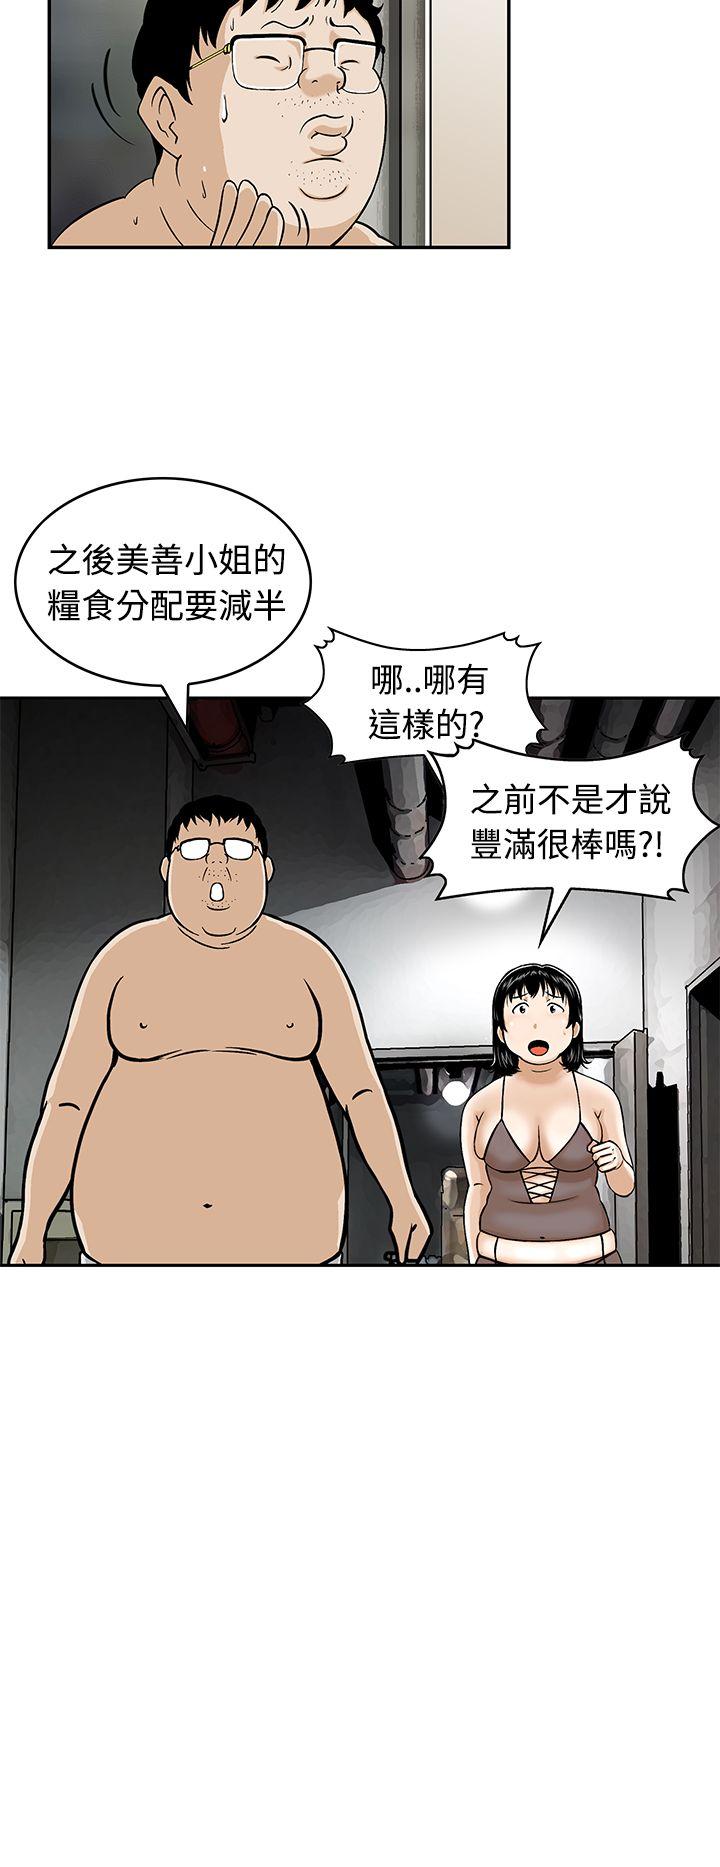 之後美善小姐的
糧食分配要減半
哪..哪有
這樣的?
之前不是才說
豐滿很棒嗎?!